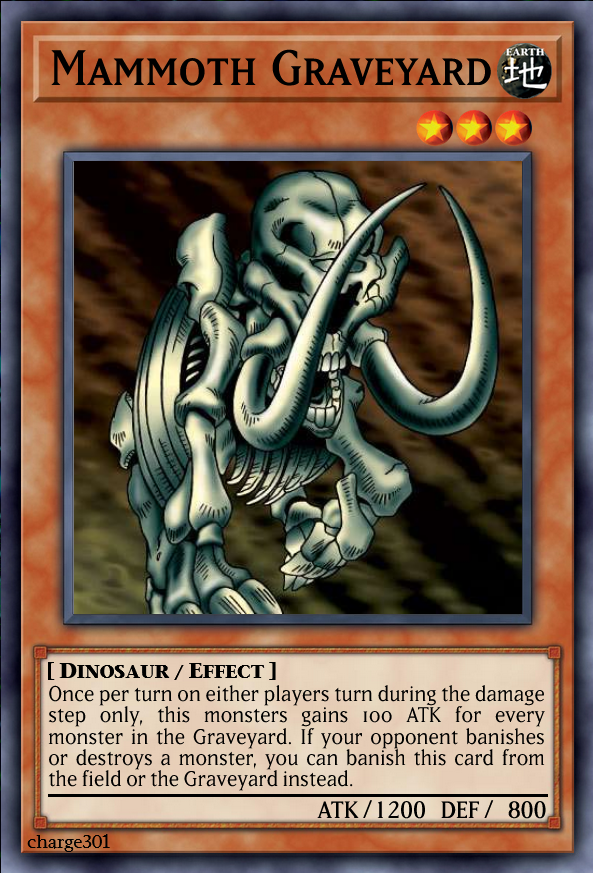 Mammoth Graveyard
EARTH
地
[ Dinosaur / Effect ]
Once per turn on either players turn during the damage
step only, this monsters gains 100 ATK for every
monster in the Graveyard. If your opponent banishes
or destroys a monster, you can banish this card from
the field or the Graveyard instead.
ATK / 1200 DEF / 800
charge301